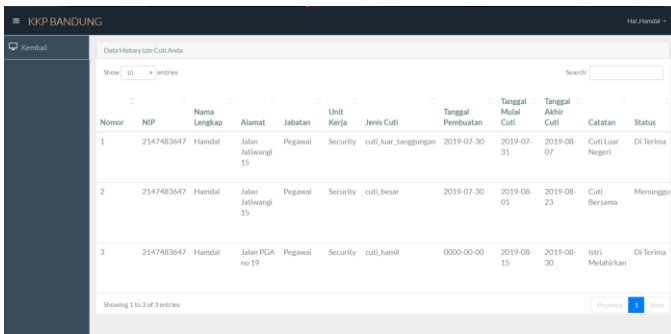 ≡ KKP BANDUNG Hai ,Hamdal
Kembali
Data History Izin Cuti Anda
Show 10 entries Search:
Nomor NIP Nama Lengkap Alamat Jabatan Unit Kerja Jenis Cuti Tanggal Pembuatan Tanggal Mulai Cuti Tanggal Akhir Cuti Catatan Status
1 2147483647 Hamdal Jalan Jatiwangi 15 Pegawai Security cuti_luar_tanggungan 2019-07-30 2019-07-31 2019-08-07 Cuti Luar Negeri Di Terima
2 2147483647 Hamdal Jalan Jatiwangi 15 Pegawai Security cuti_besar 2019-07-30 2019-08-01 2019-08-23 Cuti Bersama Menunggu
3 2147483647 Hamdal Jalan PGA no 19 Pegawai Security cuti_hamil 0000-00-00 2019-08-15 2019-08-30 Istri Melahirkan Di Terima
Showing 1 to 3 of 3 entries Previous 1 Next